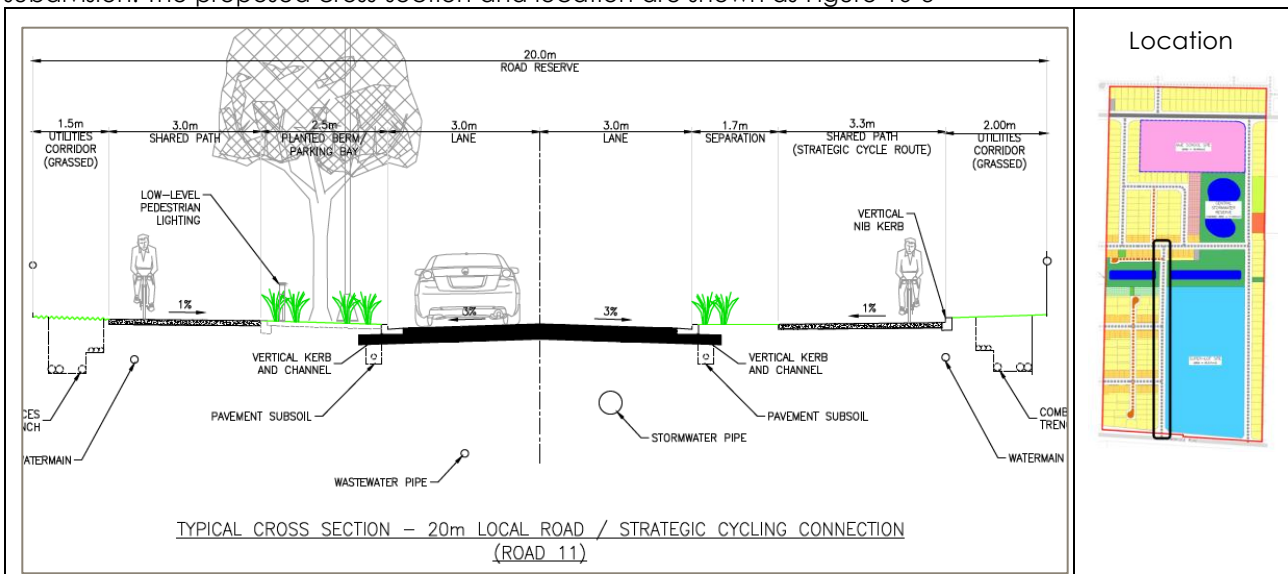 subdivision. The proposed cross section and location are shown as Figure 10-8
20.0m
ROAD RESERVE
1.5m
UTILITIES
CORRIDOR
(GRASSED)
3.0m
SHARED PATH
2.5m
PLANTED BERM/
PARKING BAY
3.0m
LANE
3.0m
LANE
1.7m
SEPARATION
3.3m
SHARED PATH
(STRATEGIC CYCLE ROUTE)
2.00m
UTILITIES
CORRIDOR
(GRASSED)
LOW-LEVEL
PEDESTRIAN
LIGHTING
VERTICAL
NIB KERB
1%
3%
3%
1%
VERTICAL KERB
AND CHANNEL
VERTICAL KERB
AND CHANNEL
PAVEMENT SUBSOIL
PAVEMENT SUBSOIL
CES
NCH
COMB
TREN
STORMWATER PIPE
WATERMAIN
WATERMAIN
WASTEWATER PIPE
TYPICAL CROSS SECTION – 20m LOCAL ROAD / STRATEGIC CYCLING CONNECTION
(ROAD 11)
Location